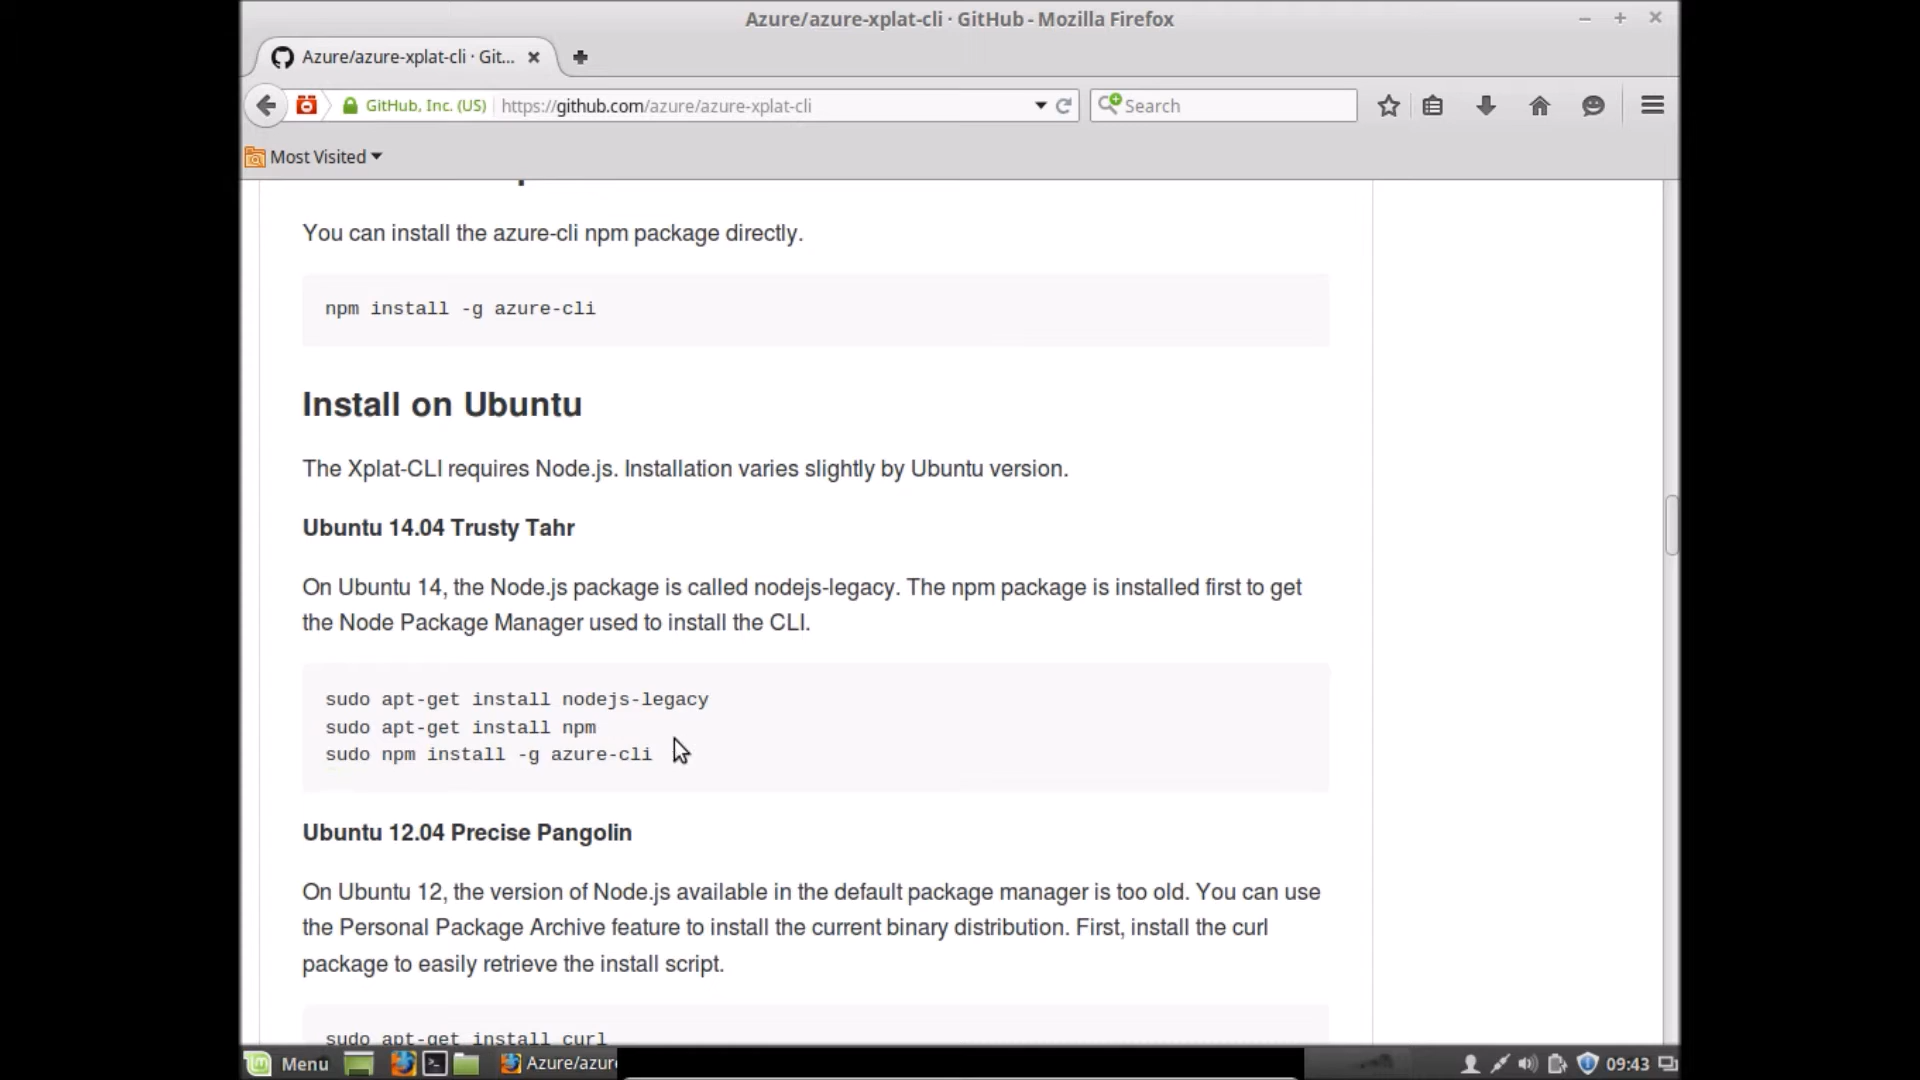 Azure/azure-xplat-cli · GitHub - Mozilla Firefox
Azure/azure-xplat-cli · Git...
GitHub, Inc. (US)
https://github.com/azure/azure-xplat-cli
Search
Most Visited
You can install the azure-cli npm package directly.
npm install -g azure-cli
Install on Ubuntu
The Xplat-CLI requires Node.js. Installation varies slightly by Ubuntu version.
Ubuntu 14.04 Trusty Tahr
On Ubuntu 14, the Node.js package is called nodejs-legacy. The npm package is installed first to get
the Node Package Manager used to install the CLI.
sudo apt-get install nodejs-legacy
sudo apt-get install npm
sudo npm install -g azure-cli
Ubuntu 12.04 Precise Pangolin
On Ubuntu 12, the version of Node.js available in the default package manager is too old. You can use
the Personal Package Archive feature to install the current binary distribution. First, install the curl
package to easily retrieve the install script.
sudo apt-get install curl
Menu
Azure/azure
09:43